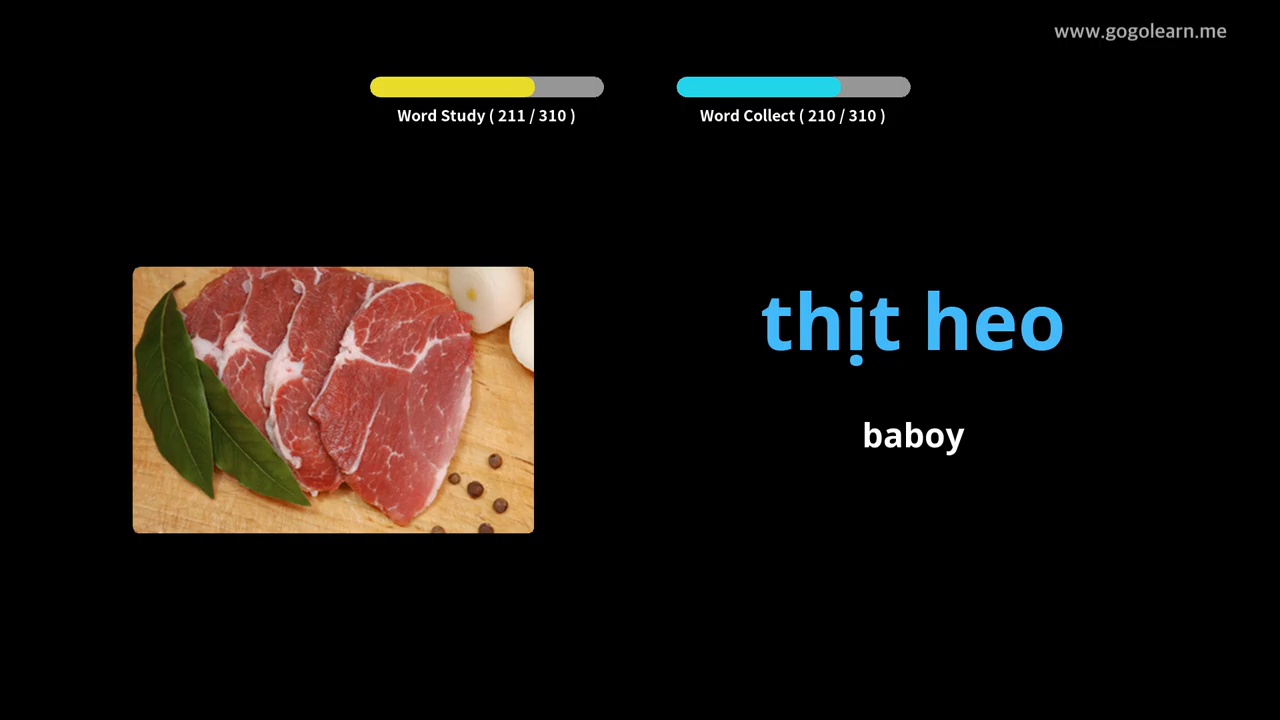 www.gogolearn.me
Word Study ( 211 / 310 )
Word Collect ( 210 / 310 )
thịt heo
baboy